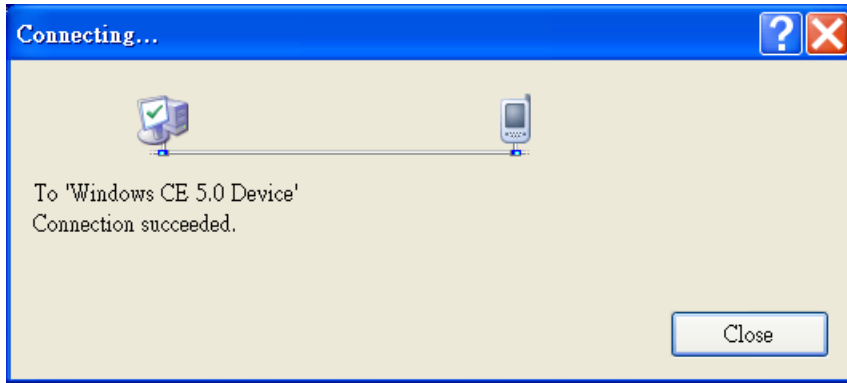 Connecting...
To 'Windows CE 5.0 Device'
Connection succeeded.
Close